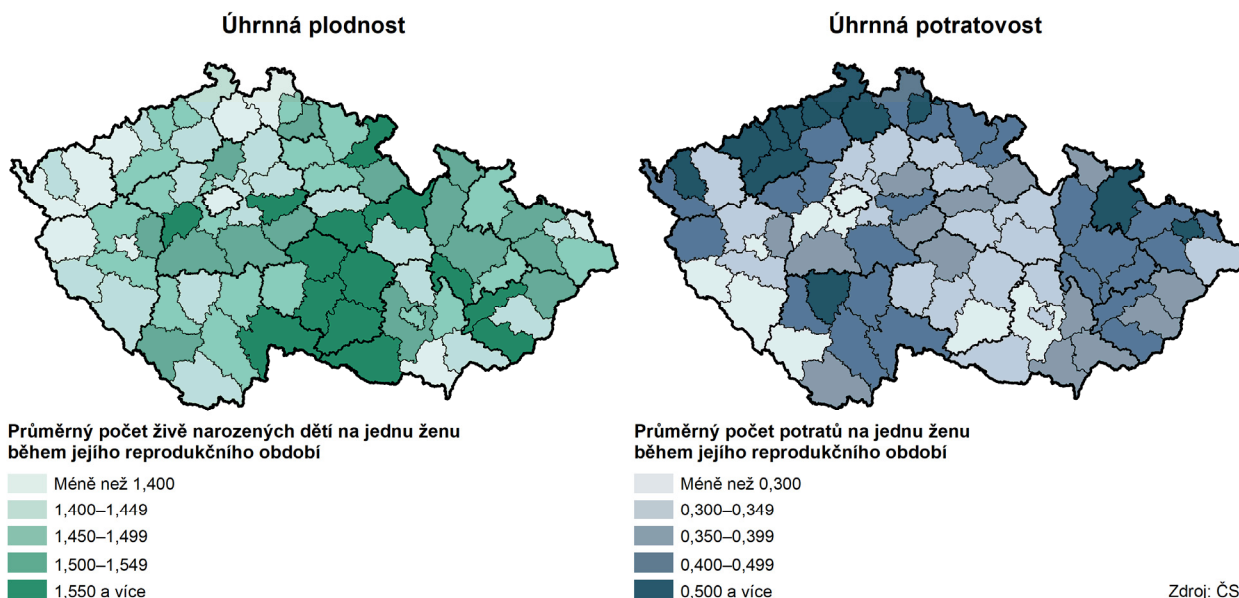 Úhrnná plodnost
Průměrný počet živě narozených dětí na jednu ženu
během jejího reprodukčního období
Méně než 1,400
1,400–1,449
1,450–1,499
1,500–1,549
1,550 a více
Úhrnná potratovost
Průměrný počet potratů na jednu ženu
během jejího reprodukčního období
Méně než 0,300
0,300–0,349
0,350–0,399
0,400–0,499
0,500 a více
Zdroj: ČS